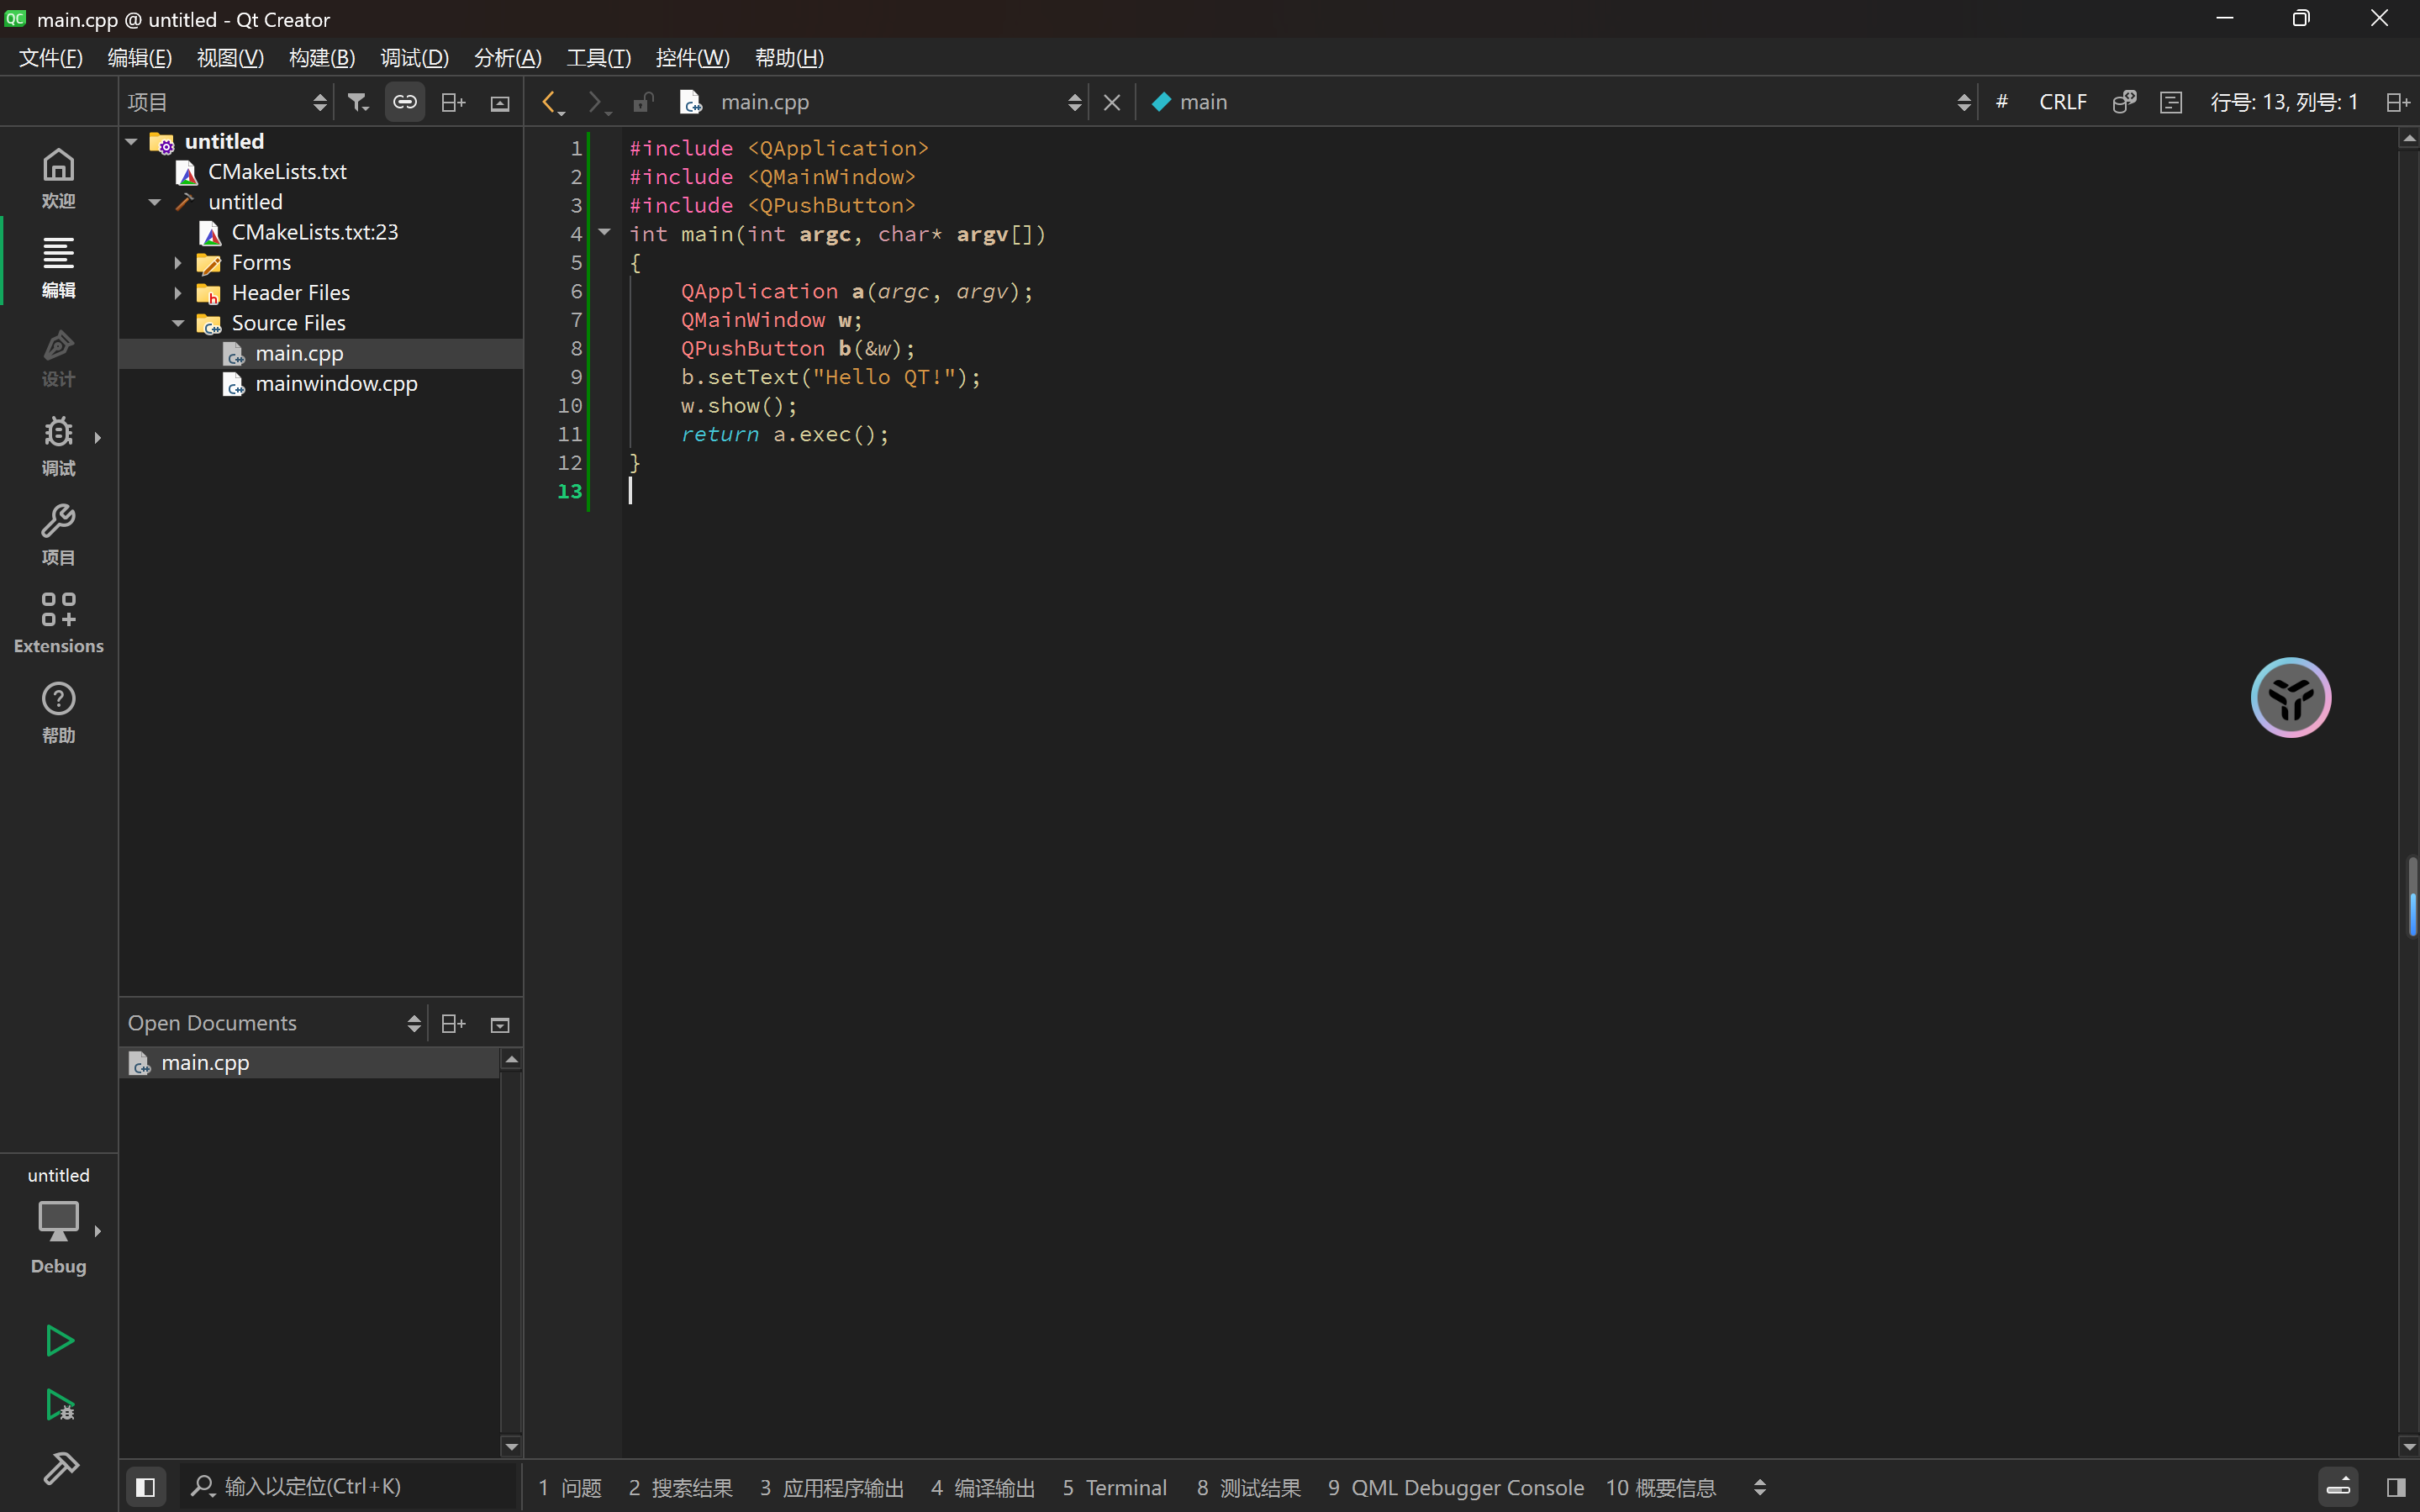 QC main.cpp @ untitled - Qt Creator
文件(F) 编辑(E) 视图(V) 构建(B) 调试(D) 分析(A) 工具(T) 控件(W) 帮助(H)
项目 main.cpp main # CRLF 行号: 13, 列号: 1
欢迎
编辑
设计
调试
项目
Extensions
帮助
untitled
CMakeLists.txt
untitled
CMakeLists.txt:23
Forms
Header Files
Source Files
main.cpp
mainwindow.cpp
1 #include <QApplication>
2 #include <QMainWindow>
3 #include <QPushButton>
4 int main(int argc, char* argv[])
5 {
6 QApplication a(argc, argv);
7 QMainWindow w;
8 QPushButton b(&w);
9 b.setText("Hello QT!");
10 w.show();
11 return a.exec();
12 }
13
Open Documents
main.cpp
untitled
Debug
输入以定位(Ctrl+K) 1 问题 2 搜索结果 3 应用程序输出 4 编译输出 5 Terminal 8 测试结果 9 QML Debugger Console 10 概要信息